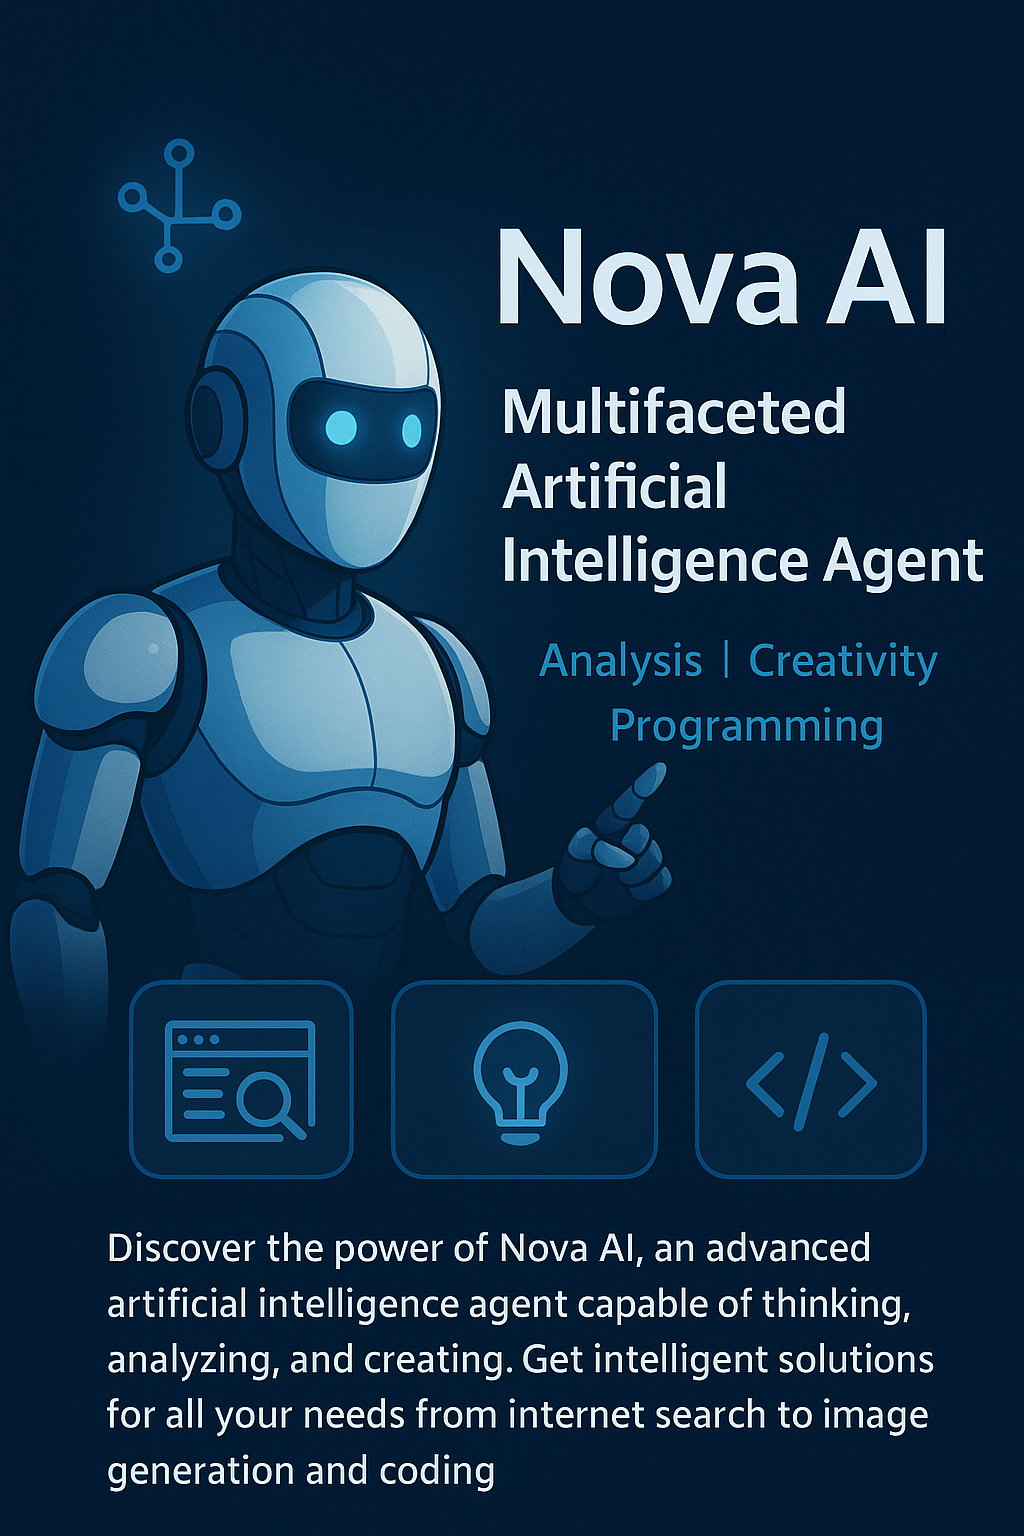 Nova AI
Multifaceted
Artificial
Intelligence Agent
Analysis | Creativity
Programming
Discover the power of Nova AI, an advanced
artificial intelligence agent capable of thinking,
analyzing, and creating. Get intelligent solutions
for all your needs from internet search to image
generation and coding